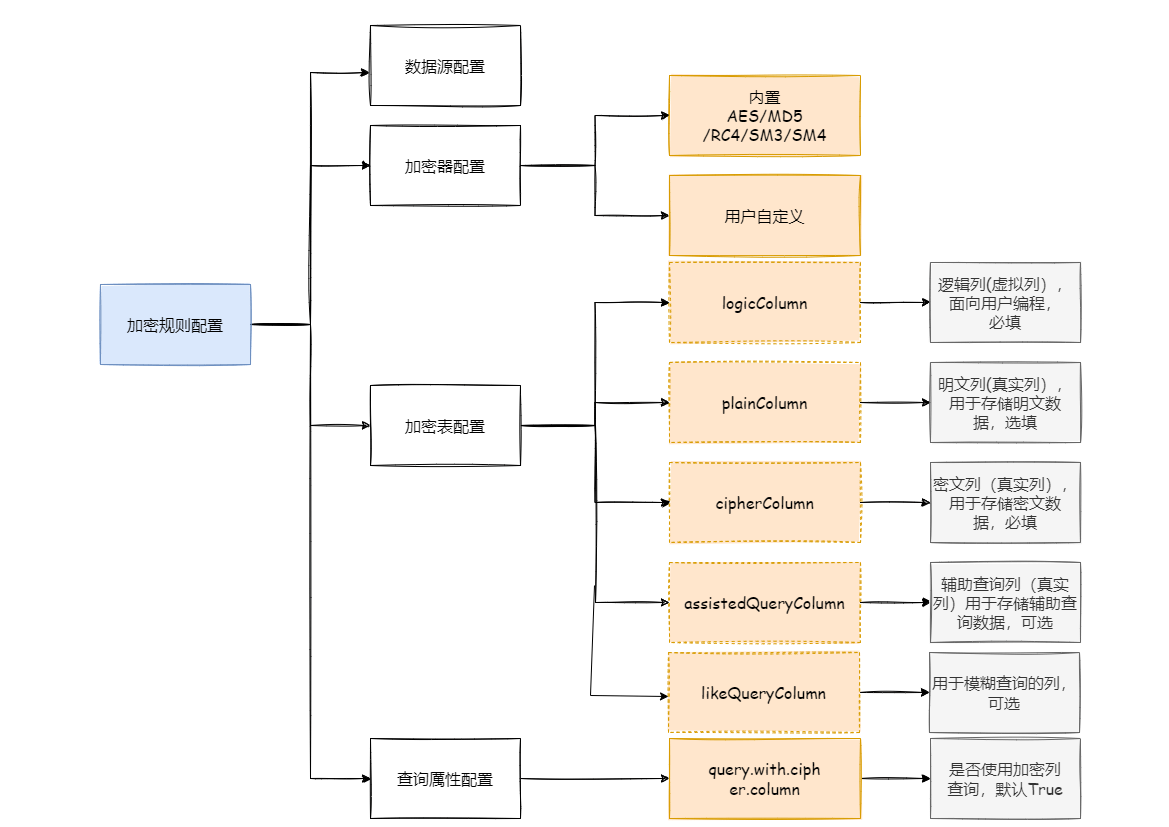 数据源配置
加密器配置
内置
AES/MD5
/RC4/SM3/SM4
用户自定义
加密规则配置
logicColumn
逻辑列(虚拟列），
面向用户编程，
必填
plainColumn
明文列(真实列），
用于存储明文数
据，选填
加密表配置
cipherColumn
密文列（真实列），
用于存储密文数
据，必填
assistedQueryColumn
辅助查询列（真实
列）用于存储辅助查
询数据，可选
likeQueryColumn
用于模糊查询的列，
可选
查询属性配置
query.with.ciph
er.column
是否使用加密列
查询，默认True